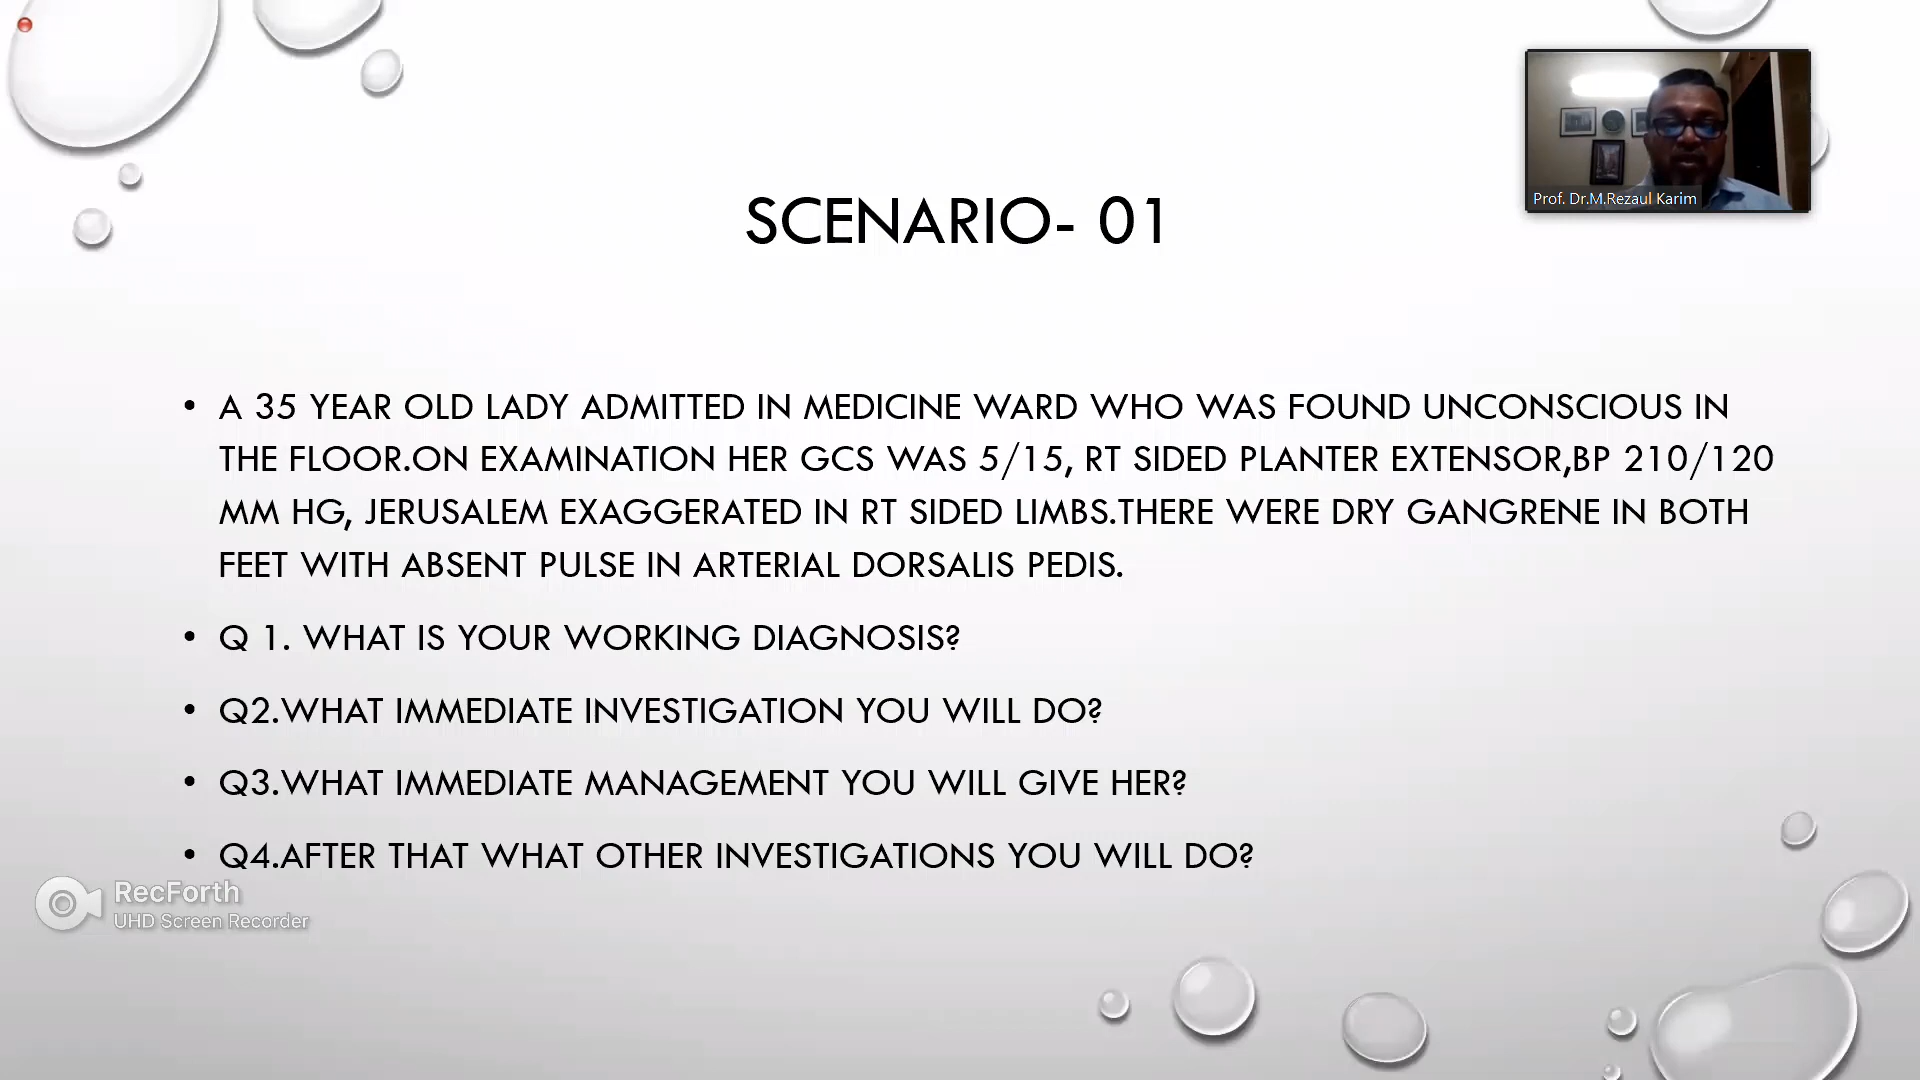 Prof. Dr.M.Rezaul Karim
SCENARIO- 01
• A 35 YEAR OLD LADY ADMITTED IN MEDICINE WARD WHO WAS FOUND UNCONSCIOUS IN
THE FLOOR.ON EXAMINATION HER GCS WAS 5/15, RT SIDED PLANTER EXTENSOR,BP 210/120
MM HG, JERUSALEM EXAGGERATED IN RT SIDED LIMBS.THERE WERE DRY GANGRENE IN BOTH
FEET WITH ABSENT PULSE IN ARTERIAL DORSALIS PEDIS.
• Q 1. WHAT IS YOUR WORKING DIAGNOSIS?
• Q2.WHAT IMMEDIATE INVESTIGATION YOU WILL DO?
• Q3.WHAT IMMEDIATE MANAGEMENT YOU WILL GIVE HER?
• Q4.AFTER THAT WHAT OTHER INVESTIGATIONS YOU WILL DO?
RecForth
UHD Screen Recorder